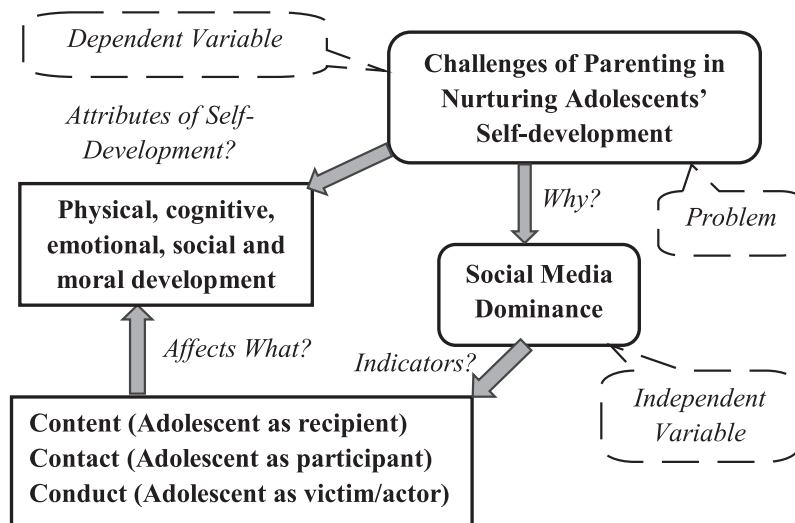 Dependent Variable
Challenges of Parenting in
Nurturing Adolescents’
Self-development
Attributes of Self-
Development?
Physical, cognitive,
emotional, social and
moral development
Why?
Problem
Social Media
Dominance
Affects What?
Indicators?
Independent
Variable
Content (Adolescent as recipient)
Contact (Adolescent as participant)
Conduct (Adolescent as victim/actor)